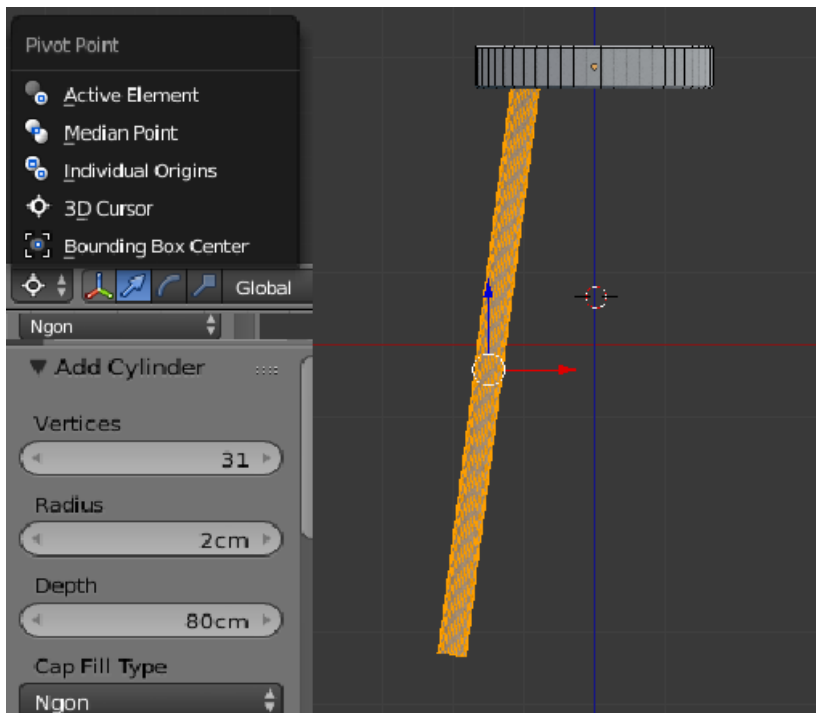 Pivot Point
Active Element
Median Point
Individual Origins
3D Cursor
Bounding Box Center
Global
Ngon
Add Cylinder
Vertices
31
Radius
2cm
Depth
80cm
Cap Fill Type
Ngon